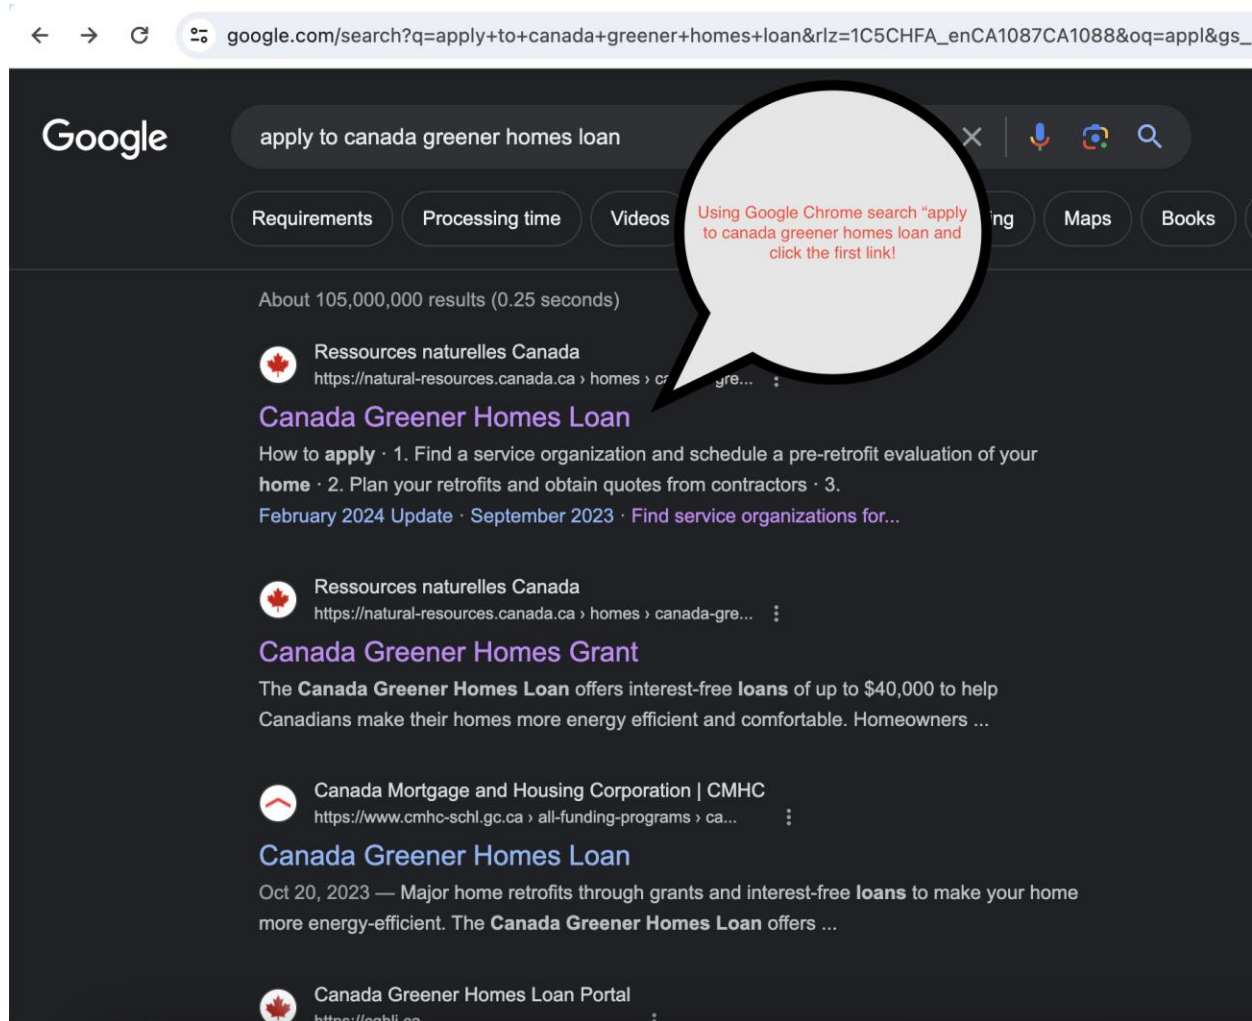 google.com/search?q=apply+to+canada+greener+homes+loan&rlz=1C5CHFA_enCA1087CA1088&oq=appl&gs_
Google
apply to canada greener homes loan
Requirements
Processing time
Videos
ng
Maps
Books
Using Google Chrome search “apply
to canada greener homes loan and
click the first link!
About 105,000,000 results (0.25 seconds)
Ressources naturelles Canada
https://natural-resources.canada.ca › homes › ca gre...
Canada Greener Homes Loan
How to apply · 1. Find a service organization and schedule a pre-retrofit evaluation of your
home · 2. Plan your retrofits and obtain quotes from contractors · 3.
February 2024 Update · September 2023 · Find service organizations for...
Ressources naturelles Canada
https://natural-resources.canada.ca › homes › canada-gre...
Canada Greener Homes Grant
The Canada Greener Homes Loan offers interest-free loans of up to $40,000 to help
Canadians make their homes more energy efficient and comfortable. Homeowners ...
Canada Mortgage and Housing Corporation | CMHC
https://www.cmhc-schl.gc.ca › all-funding-programs › ca...
Canada Greener Homes Loan
Oct 20, 2023 — Major home retrofits through grants and interest-free loans to make your home
more energy-efficient. The Canada Greener Homes Loan offers ...
Canada Greener Homes Loan Portal